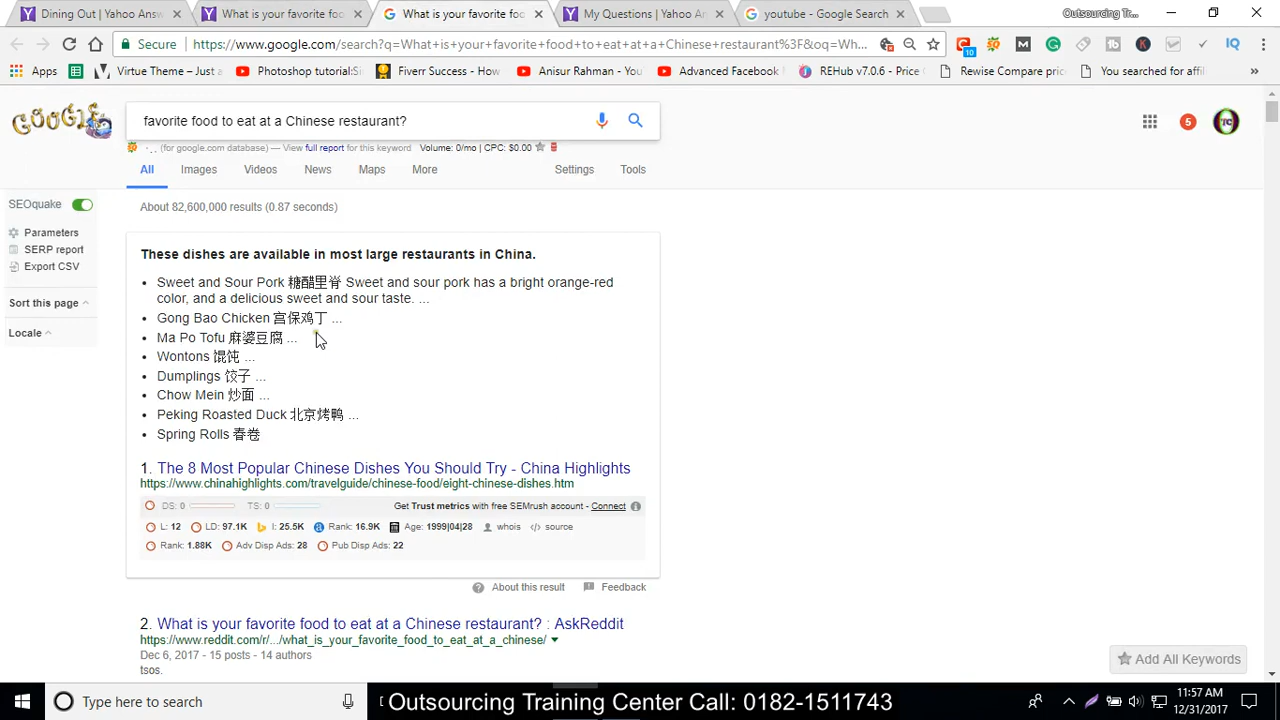 Dining Out | Yahoo Answ
What is your favorite foo
What is your favorite foo
My Questions | Yahoo An
youtube - Google Search
Outsourcing Tr...
Secure
https://www.google.com/search?q=What+is+your+favorite+food+to+eat+at+a+Chinese+restaurant%3F&oq=Wh...
10
Apps
Virtue Theme – Just a
Photoshop tutorial:Si
Fiverr Success - How
Anisur Rahman - You
Advanced Facebook
REHub v7.0.6 - Price
Rewise Compare pric
You searched for affil
favorite food to eat at a Chinese restaurant?
5
(for google.com database) — View full report for this keyword Volume: 0/mo | CPC: $0.00
All
Images
Videos
News
Maps
More
Settings
Tools
SEOquake
Parameters
SERP report
Export CSV
Sort this page
Locale
About 82,600,000 results (0.87 seconds)
These dishes are available in most large restaurants in China.
Sweet and Sour Pork 糖醋里脊 Sweet and sour pork has a bright orange-red
color, and a delicious sweet and sour taste. ...
Gong Bao Chicken 宫保鸡丁 ...
Ma Po Tofu 麻婆豆腐 ...
Wontons 馄饨 ...
Dumplings 饺子 ...
Chow Mein 炒面 ...
Peking Roasted Duck 北京烤鸭 ...
Spring Rolls 春卷
1. The 8 Most Popular Chinese Dishes You Should Try - China Highlights
https://www.chinahighlights.com/travelguide/chinese-food/eight-chinese-dishes.htm
DS: 0
TS: 0
Get Trust metrics with free SEMrush account - Connect
L: 12
LD: 97.1K
I: 25.5K
Rank: 16.9K
Age: 1999|04|28
whois
source
Rank: 1.88K
Adv Disp Ads: 28
Pub Disp Ads: 22
About this result
Feedback
2. What is your favorite food to eat at a Chinese restaurant? : AskReddit
https://www.reddit.com/r/.../what_is_your_favorite_food_to_eat_at_a_chinese/
Dec 6, 2017 - 15 posts - 14 authors
tsos.
Add All Keywords
Type here to search
Outsourcing Training Center Call: 0182-1511743
11:57 AM
12/31/2017